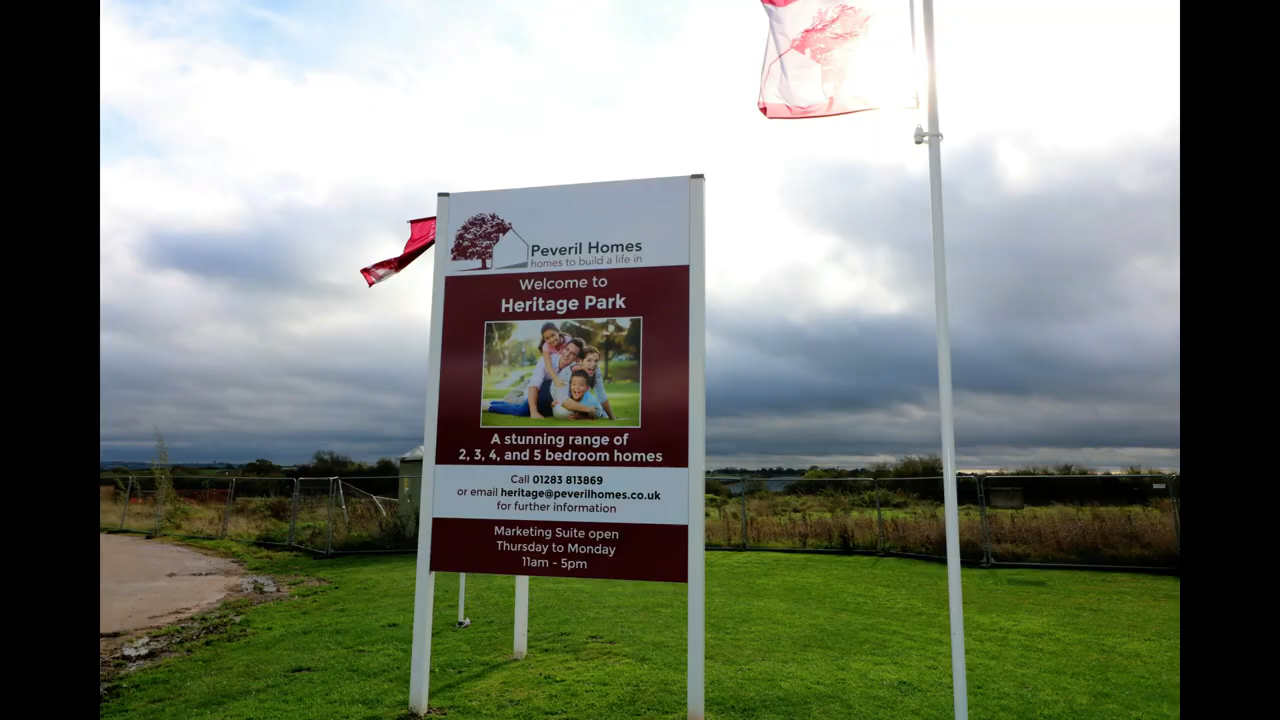 Peveril Homes
homes to build a life in
Welcome to
Heritage Park
A stunning range of
2, 3, 4, and 5 bedroom homes
Call 01283 813869
or email heritage@peverilhomes.co.uk
for further information
Marketing Suite open
Thursday to Monday
11am - 5pm